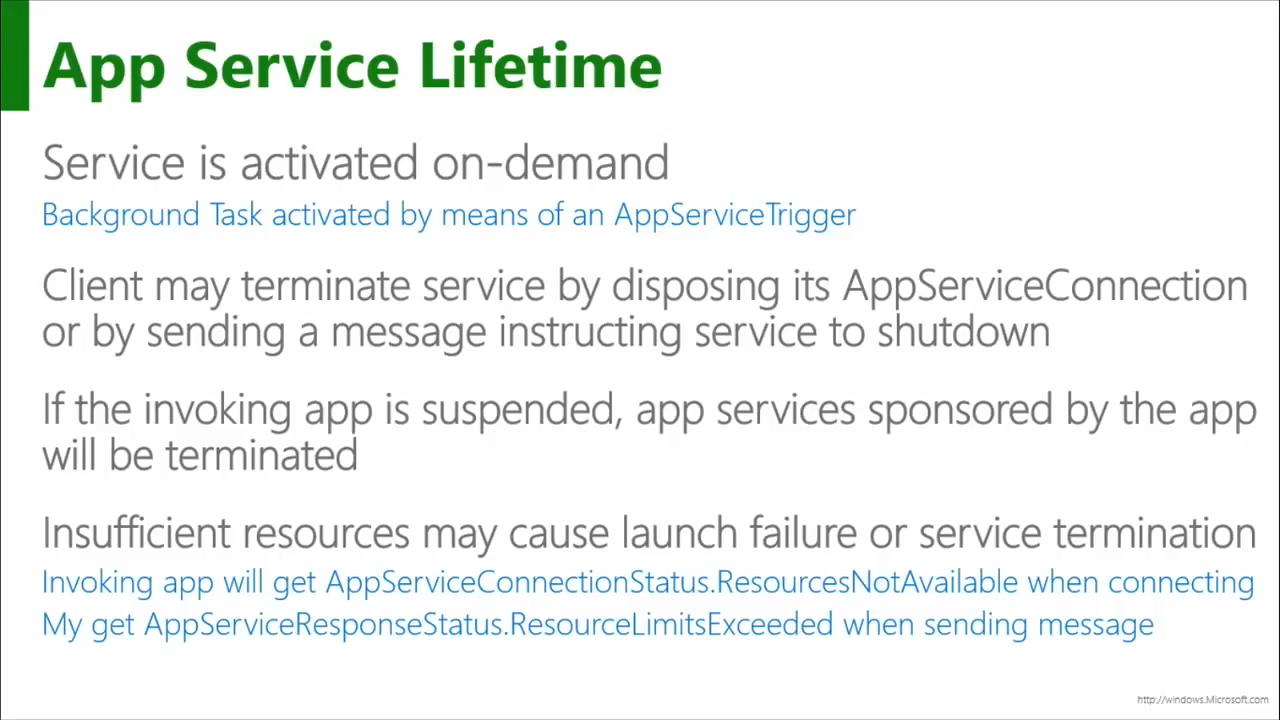 App Service Lifetime
Service is activated on-demand
Background Task activated by means of an AppServiceTrigger
Client may terminate service by disposing its AppServiceConnection
or by sending a message instructing service to shutdown
If the invoking app is suspended, app services sponsored by the app
will be terminated
Insufficient resources may cause launch failure or service termination
Invoking app will get AppServiceConnectionStatus.ResourcesNotAvailable when connecting
My get AppServiceResponseStatus.ResourceLimitsExceeded when sending message
http://windows.Microsoft.com